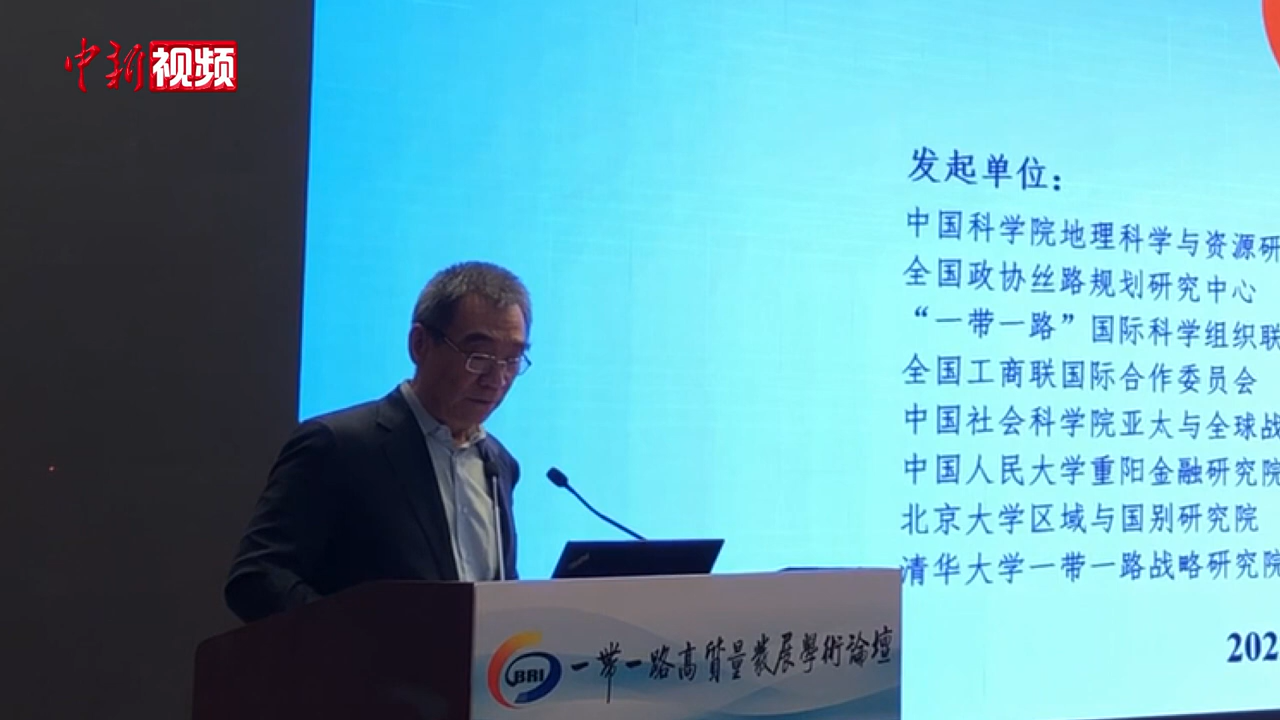 中新视频
发起单位：
中国科学院地理科学与资源研
全国政协丝路规划研究中心
“一带一路”国际科学组织联
全国工商联国际合作委员会
中国社会科学院亚太与全球战
中国人民大学重阳金融研究院
北京大学区域与国别研究院
清华大学一带一路战略研究院
202
BRI 一带一路高質量發展學術論壇